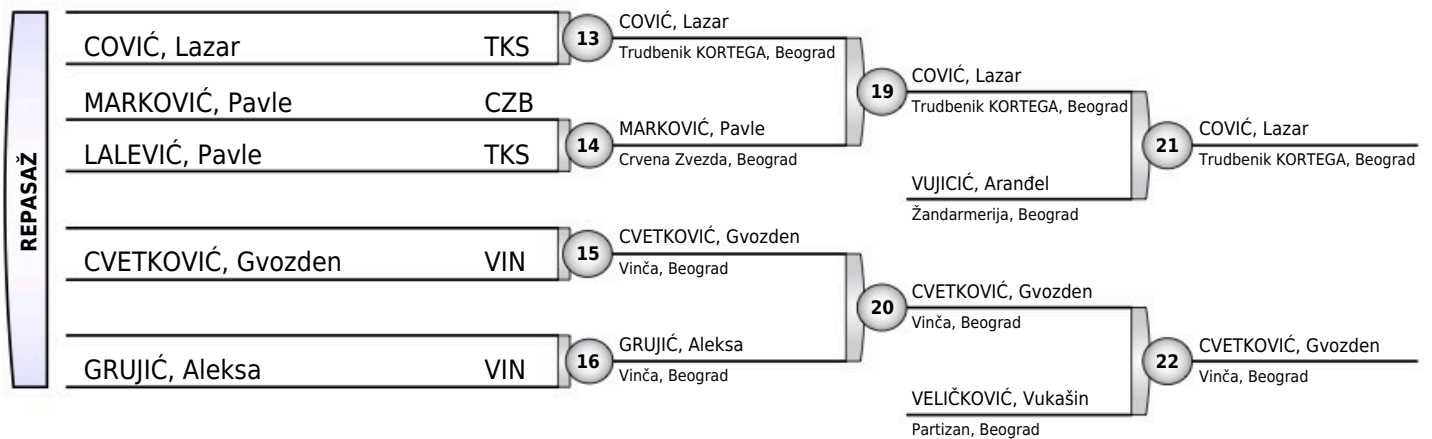 REPASAŽ
COVIĆ, Lazar TKS
MARKOVIĆ, Pavle CZB
LALEVIĆ, Pavle TKS
CVETKOVIĆ, Gvozden VIN
GRUJIĆ, Aleksa VIN
13
COVIĆ, Lazar
Trudbenik KORTEGA, Beograd
14
MARKOVIĆ, Pavle
Crvena Zvezda, Beograd
15
CVETKOVIĆ, Gvozden
Vinča, Beograd
16
GRUJIĆ, Aleksa
Vinča, Beograd
19
COVIĆ, Lazar
Trudbenik KORTEGA, Beograd
VUJICIĆ, Aranđel
Žandarmerija, Beograd
20
CVETKOVIĆ, Gvozden
Vinča, Beograd
VELIČKOVIĆ, Vukašin
Partizan, Beograd
21
COVIĆ, Lazar
Trudbenik KORTEGA, Beograd
22
CVETKOVIĆ, Gvozden
Vinča, Beograd